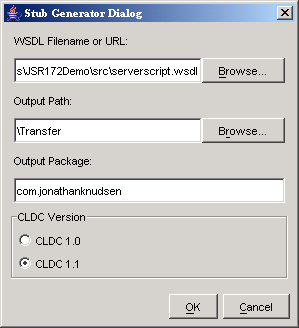 Stub Generator Dialog
WSDL Filename or URL:
s\JSR172Demo\src\serverscript.wsdl Browse...
Output Path:
\Transfer Browse...
Output Package:
com.jonathanknudsen
CLDC Version
CLDC 1.0
CLDC 1.1
OK Cancel